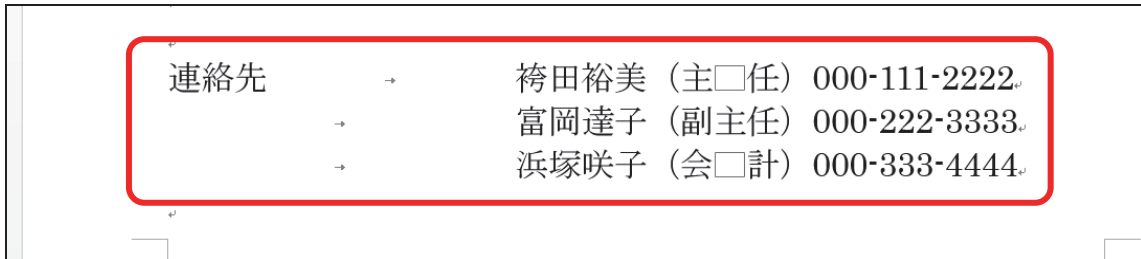 連絡先　→　袴田裕美（主□任）000-111-2222
→　富岡達子（副主任）000-222-3333
→　浜塚咲子（会□計）000-333-4444